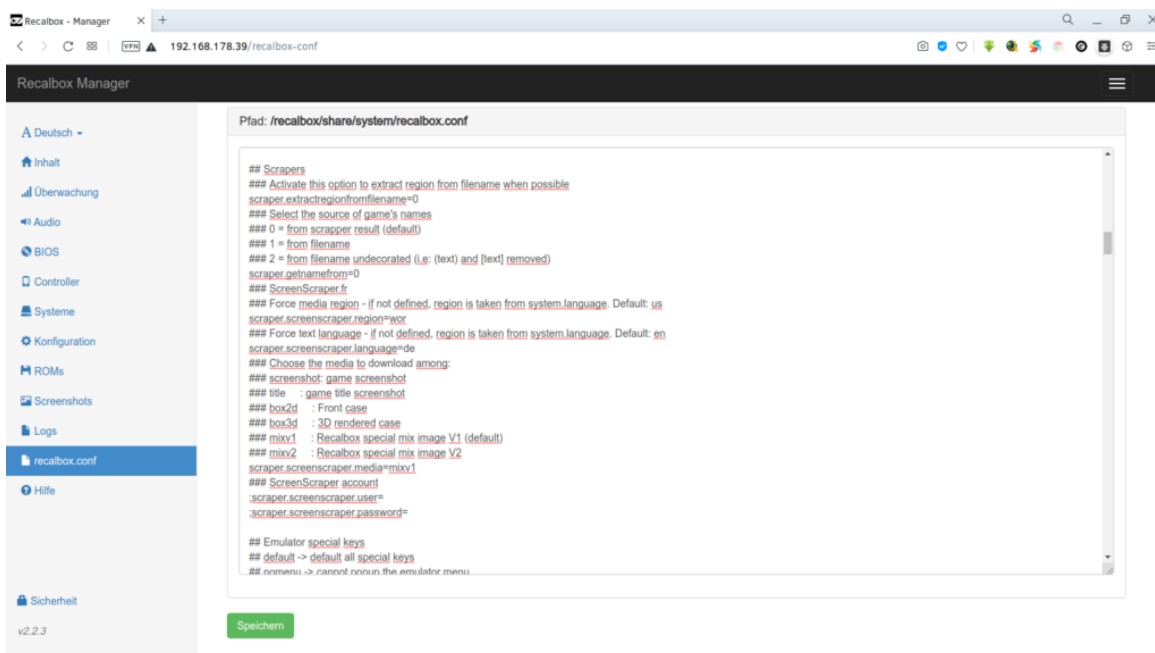 Recalbox - Manager
VPN 192.168.178.39/recalbox-conf
Recalbox Manager
A Deutsch
Inhalt
Überwachung
Audio
BIOS
Controller
Systeme
Konfiguration
ROMs
Screenshots
Logs
recalbox.conf
Hilfe
Sicherheit
v2.2.3
Pfad: /recalbox/share/system/recalbox.conf
## Scrapers
### Activate this option to extract region from filename when possible
scraper.extractregionfromfilename=0
### Select the source of game's names
### 0 = from scrapper result (default)
### 1 = from filename
### 2 = from filename undecorated (i.e: (text) and [text] removed)
scraper.getnamefrom=0
### ScreenScraper.fr
### Force media region - if not defined, region is taken from system.language. Default: us
scraper.screenscraper.region=wor
### Force text language - if not defined, region is taken from system.language. Default: en
scraper.screenscraper.language=de
### Choose the media to download among:
### screenshot: game screenshot
### title : game title screenshot
### box2d : Front case
### box3d : 3D rendered case
### mixv1 : Recalbox special mix image V1 (default)
### mixv2 : Recalbox special mix image V2
scraper.screenscraper.media=mixv1
### ScreenScraper account
;scraper.screenscraper.user=
;scraper.screenscraper.password=
## Emulator special keys
## default -> default all special keys
## nomenu -> cannot popup the emulator menu
Speichern